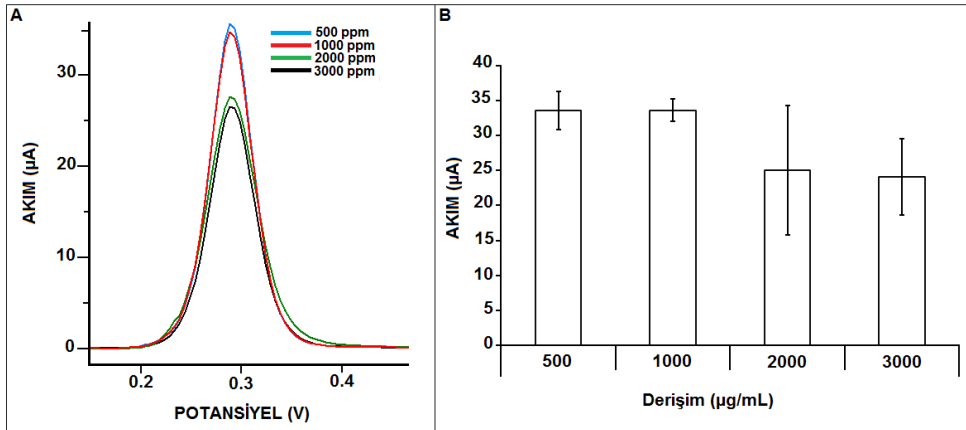 A
500 ppm
1000 ppm
2000 ppm
3000 ppm
30
20
10
0
AKIM (µA)
0.2 0.3 0.4
POTANSİYEL (V)
B
40
35
30
25
20
15
10
5
0
AKIM (µA)
500 1000 2000 3000
Derişim (µg/mL)